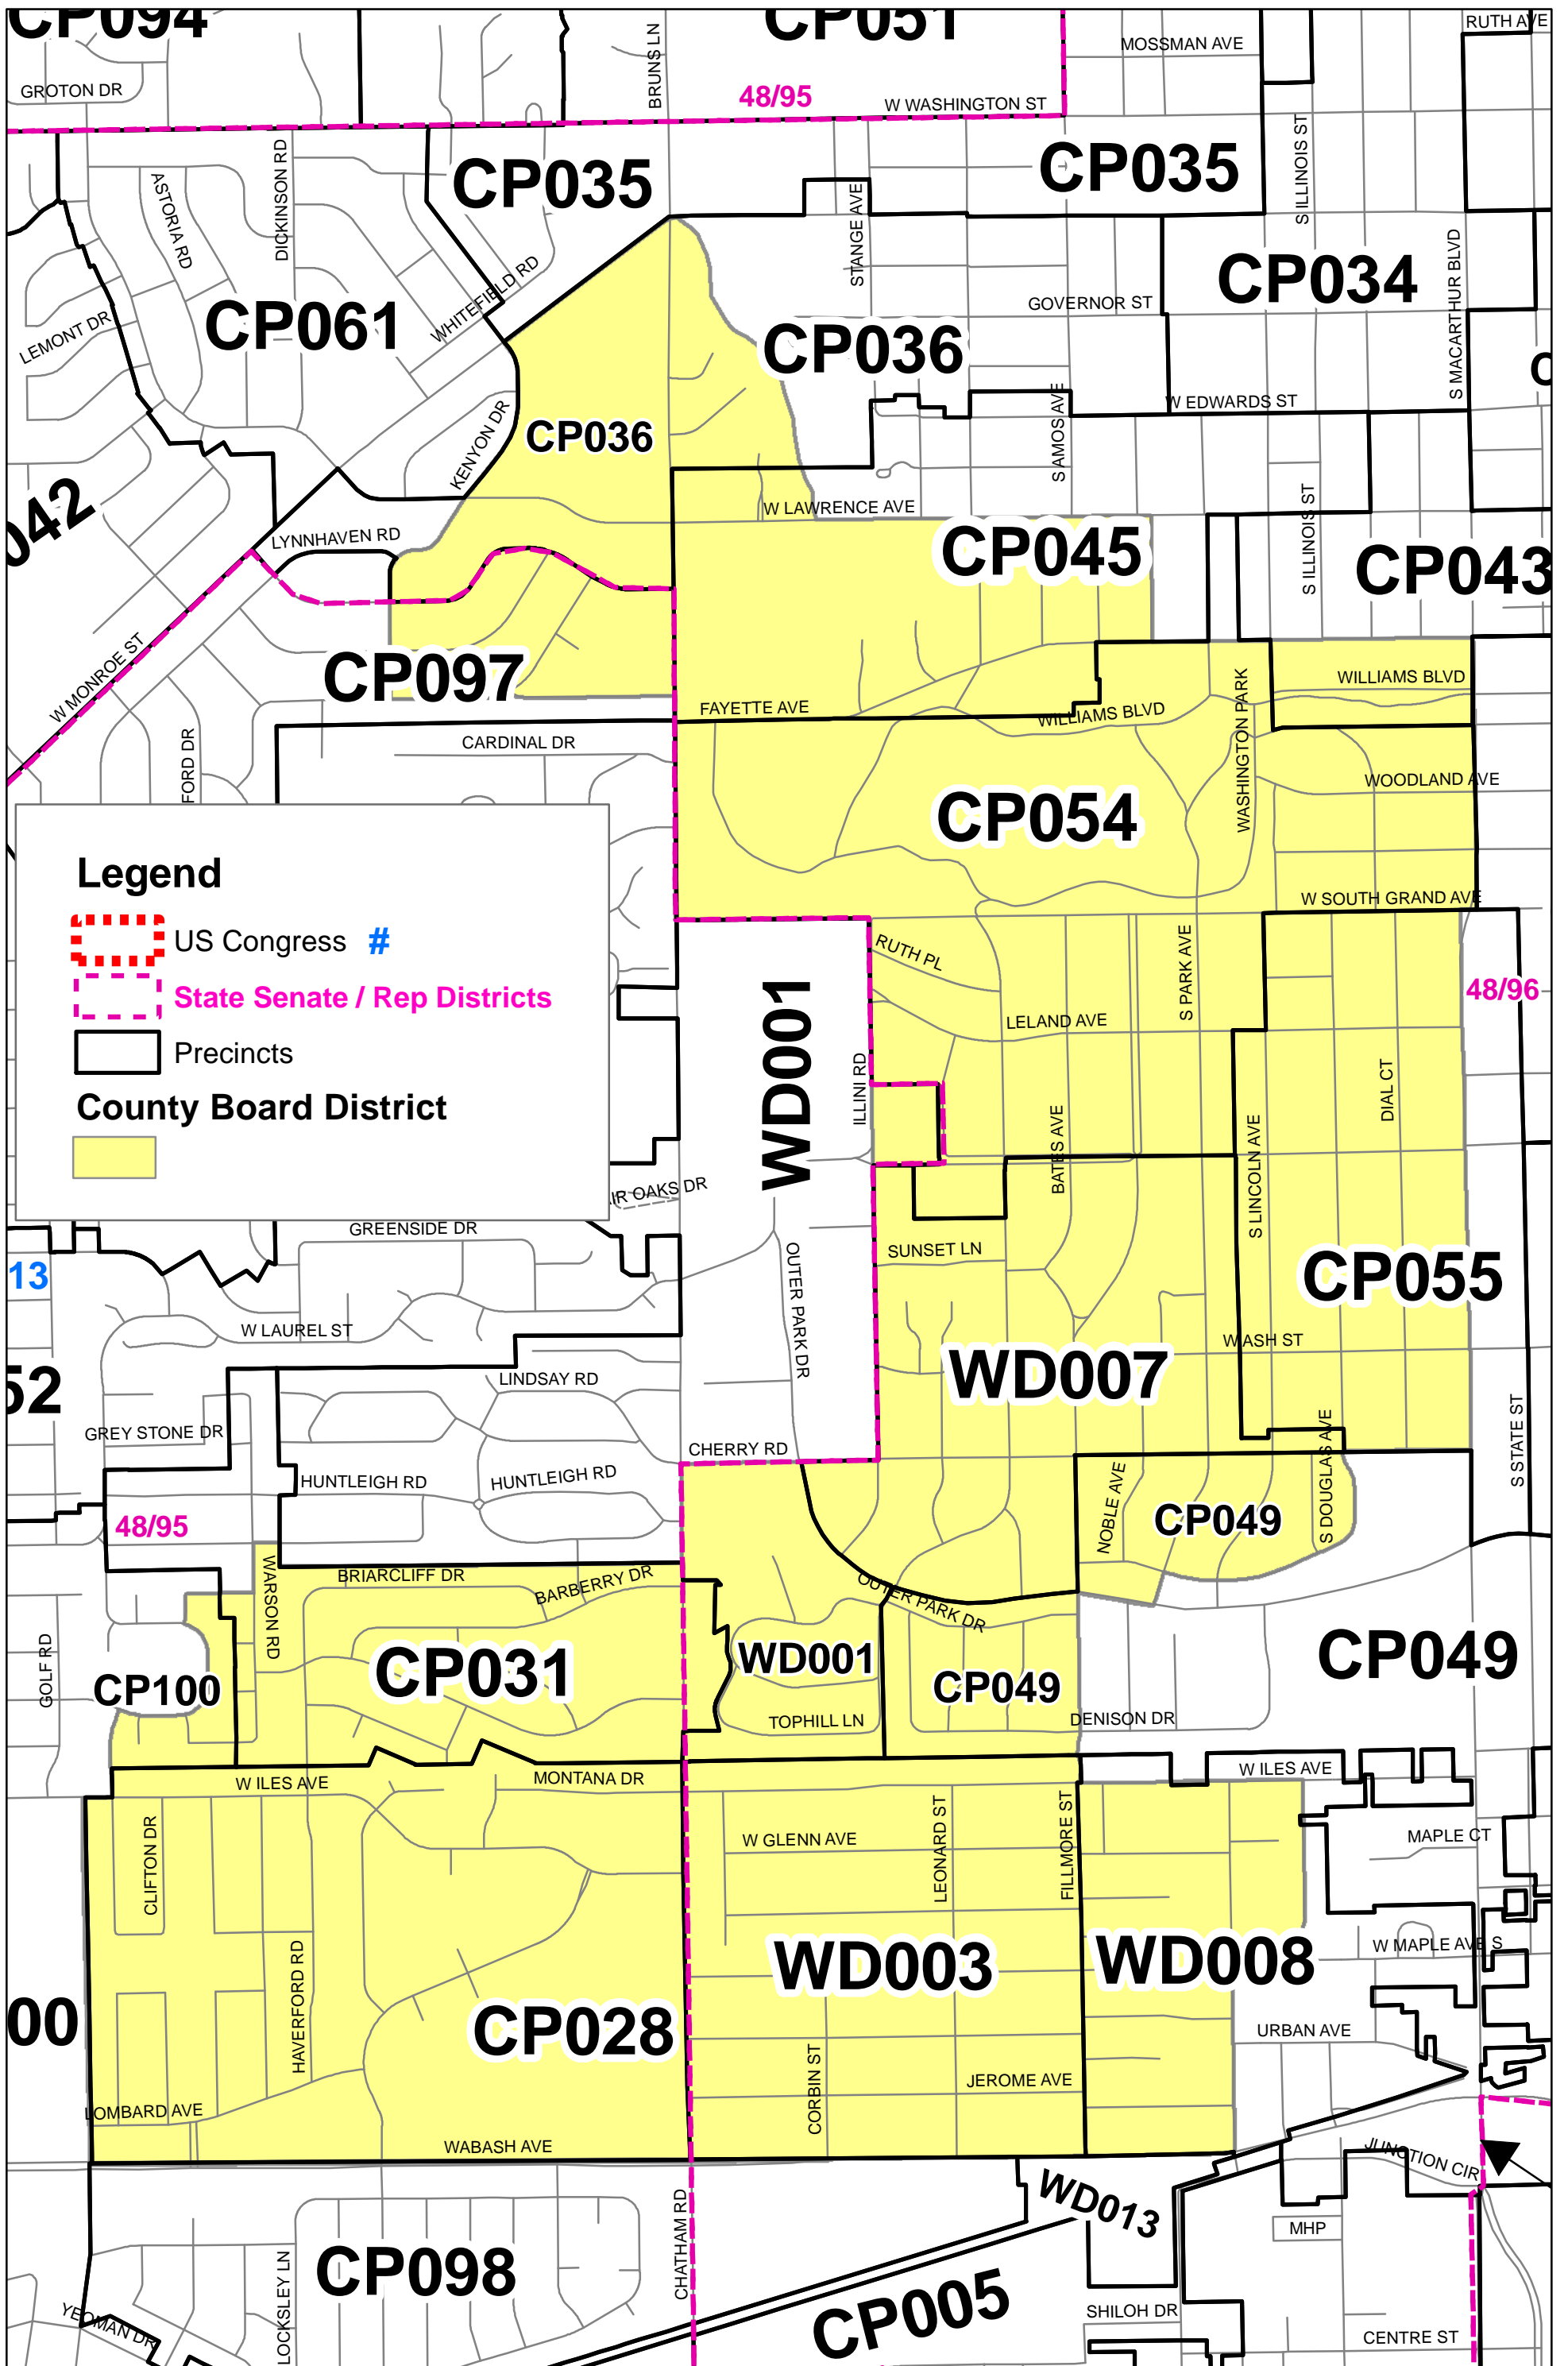 CP094
CP051
RUTH AVE
MOSSMAN AVE
GROTON DR
BRUNS LN
48/95
W WASHINGTON ST
S ILLINOIS ST
CP035
CP035
ASTORIA RD
DICKINSON RD
STANGE AVE
S MACARTHUR BLVD
WHITEFIELD RD
CP034
GOVERNOR ST
LEMONT DR
CP061
CP036
C
KENYON DR
CP036
S AMOS AVE
W EDWARDS ST
042
W LAWRENCE AVE
S ILLINOIS ST
LYNNHAVEN RD
CP045
CP043
W MONROE ST
CP097
WASHINGTON PARK
WILLIAMS BLVD
FAYETTE AVE
WILLIAMS BLVD
FORD DR
CARDINAL DR
WOODLAND AVE
CP054
Legend
US Congress #
State Senate / Rep Districts
Precincts
County Board District
W SOUTH GRAND AVE
RUTH PL
S PARK AVE
48/96
WD001
LELAND AVE
ILLINI RD
DIAL CT
BATES AVE
S LINCOLN AVE
IR OAKS DR
GREENSIDE DR
SUNSET LN
13
OUTER PARK DR
CP055
W LAUREL ST
W ASH ST
52
LINDSAY RD
WD007
S STATE ST
GREY STONE DR
CHERRY RD
HUNTLEIGH RD
HUNTLEIGH RD
NOBLE AVE
S DOUGLAS AVE
CP049
48/95
WARSON RD
BRIARCLIFF DR
BARBERRY DR
OUTER PARK DR
GOLF RD
CP100
CP031
WD001
CP049
CP049
TOPHILL LN
DENISON DR
W ILES AVE
MONTANA DR
W ILES AVE
CLIFTON DR
W GLENN AVE
LEONARD ST
FILLMORE ST
MAPLE CT
HAVERFORD RD
WD003
WD008
W MAPLE AVE S
00
CP028
URBAN AVE
CORBIN ST
JEROME AVE
LOMBARD AVE
WABASH AVE
JUNCTION CIR
WD013
CHATHAM RD
MHP
CP098
LOCKSLEY LN
CP005
YEOMAN DR
SHILOH DR
CENTRE ST